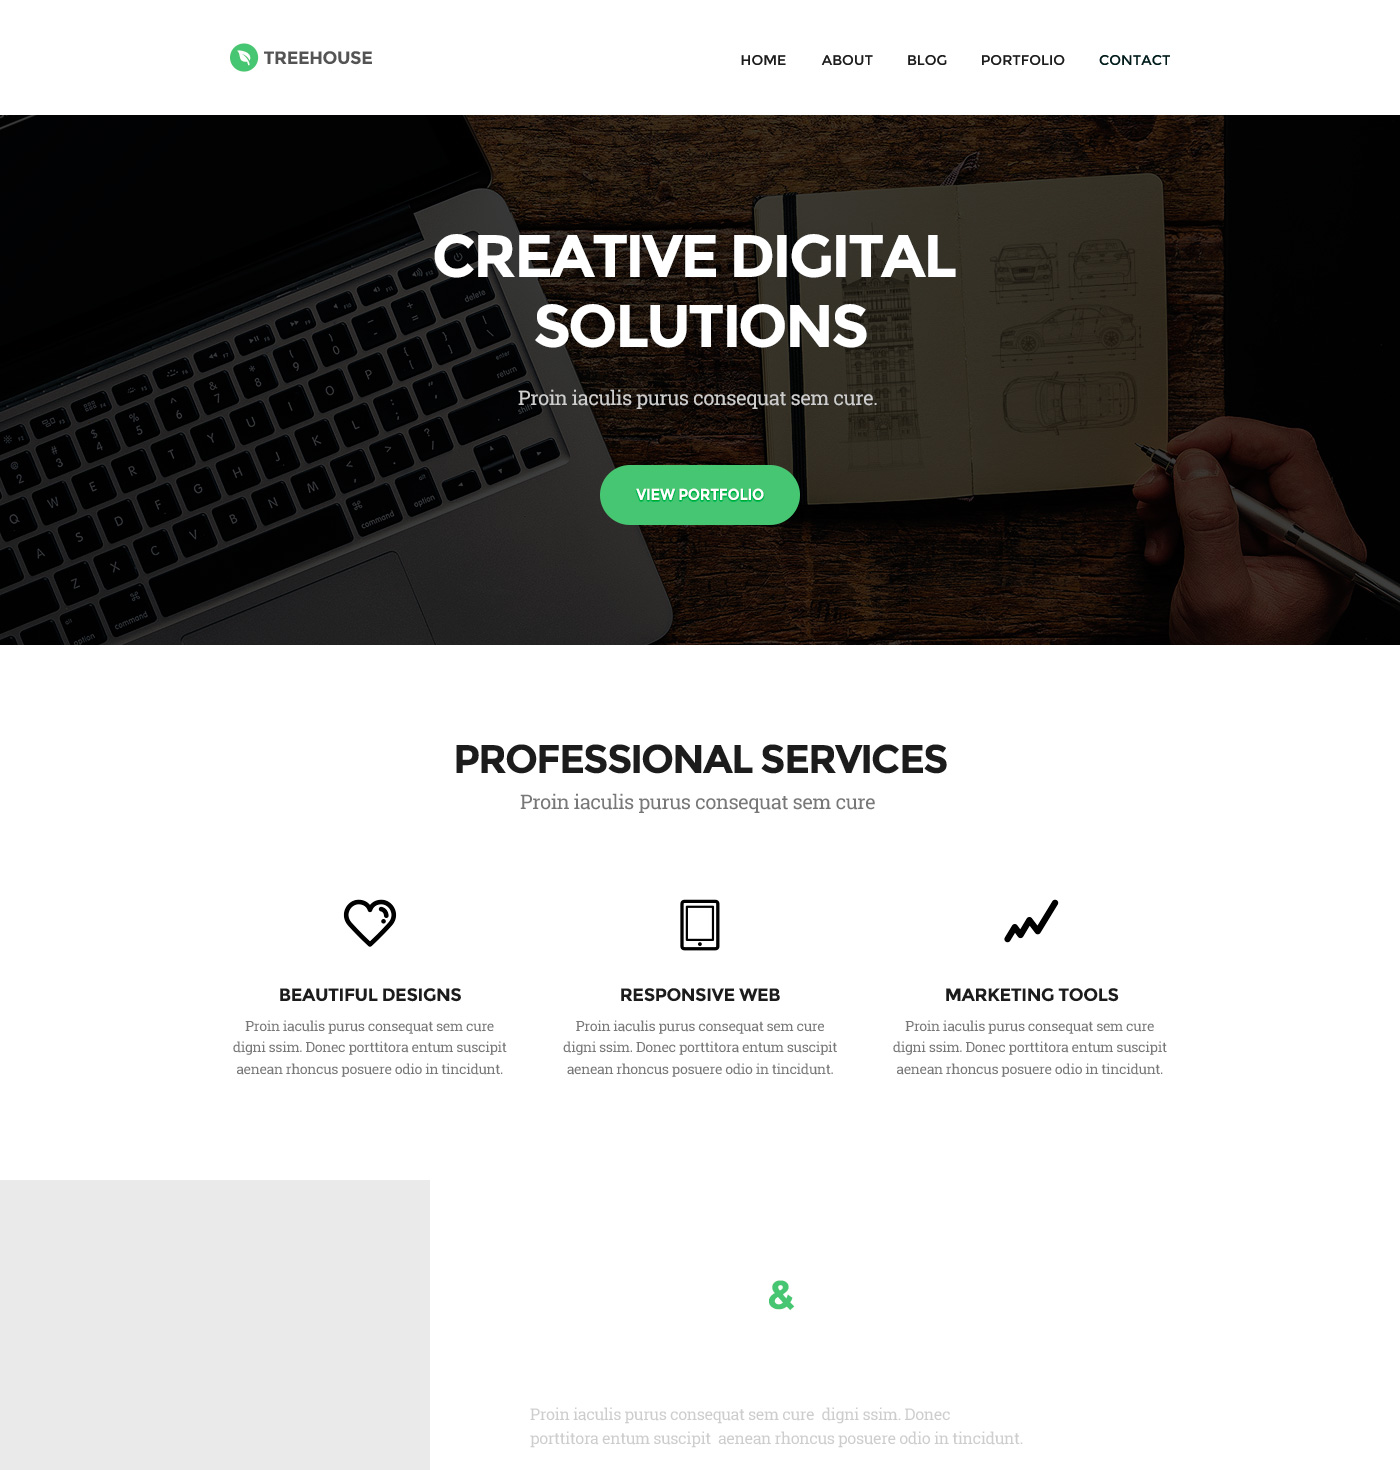 TREEHOUSE
HOME ABOUT BLOG PORTFOLIO CONTACT
CREATIVE DIGITAL
SOLUTIONS
Proin iaculis purus consequat sem cure.
VIEW PORTFOLIO
PROFESSIONAL SERVICES
Proin iaculis purus consequat sem cure
BEAUTIFUL DESIGNS
Proin iaculis purus consequat sem cure
digni ssim. Donec porttitora entum suscipit
aenean rhoncus posuere odio in tincidunt.
RESPONSIVE WEB
Proin iaculis purus consequat sem cure
digni ssim. Donec porttitora entum suscipit
aenean rhoncus posuere odio in tincidunt.
MARKETING TOOLS
Proin iaculis purus consequat sem cure
digni ssim. Donec porttitora entum suscipit
aenean rhoncus posuere odio in tincidunt.
&
Proin iaculis purus consequat sem cure digni ssim. Donec
porttitora entum suscipit aenean rhoncus posuere odio in tincidunt.